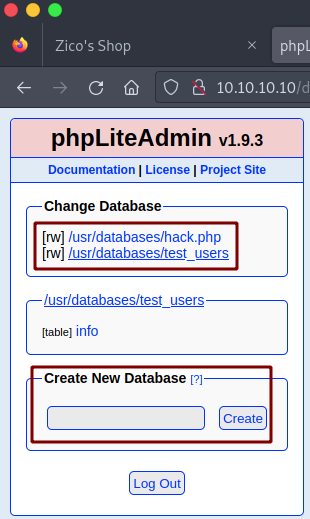 Zico's Shop
phpL
10.10.10.10/d
phpLiteAdmin v1.9.3
Documentation | License | Project Site
Change Database
[rw] /usr/databases/hack.php
[rw] /usr/databases/test_users
/usr/databases/test_users
[table] info
Create New Database [?]
Create
Log Out